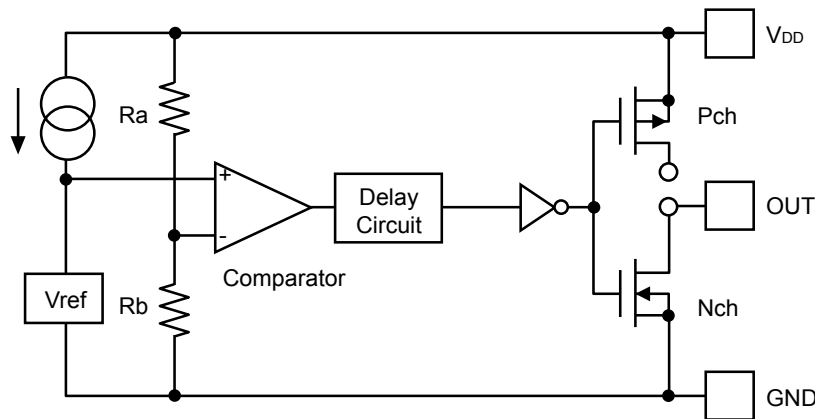 VDD
Ra
Pch
+
Delay
Circuit
OUT
-
Comparator
Vref
Rb
Nch
GND